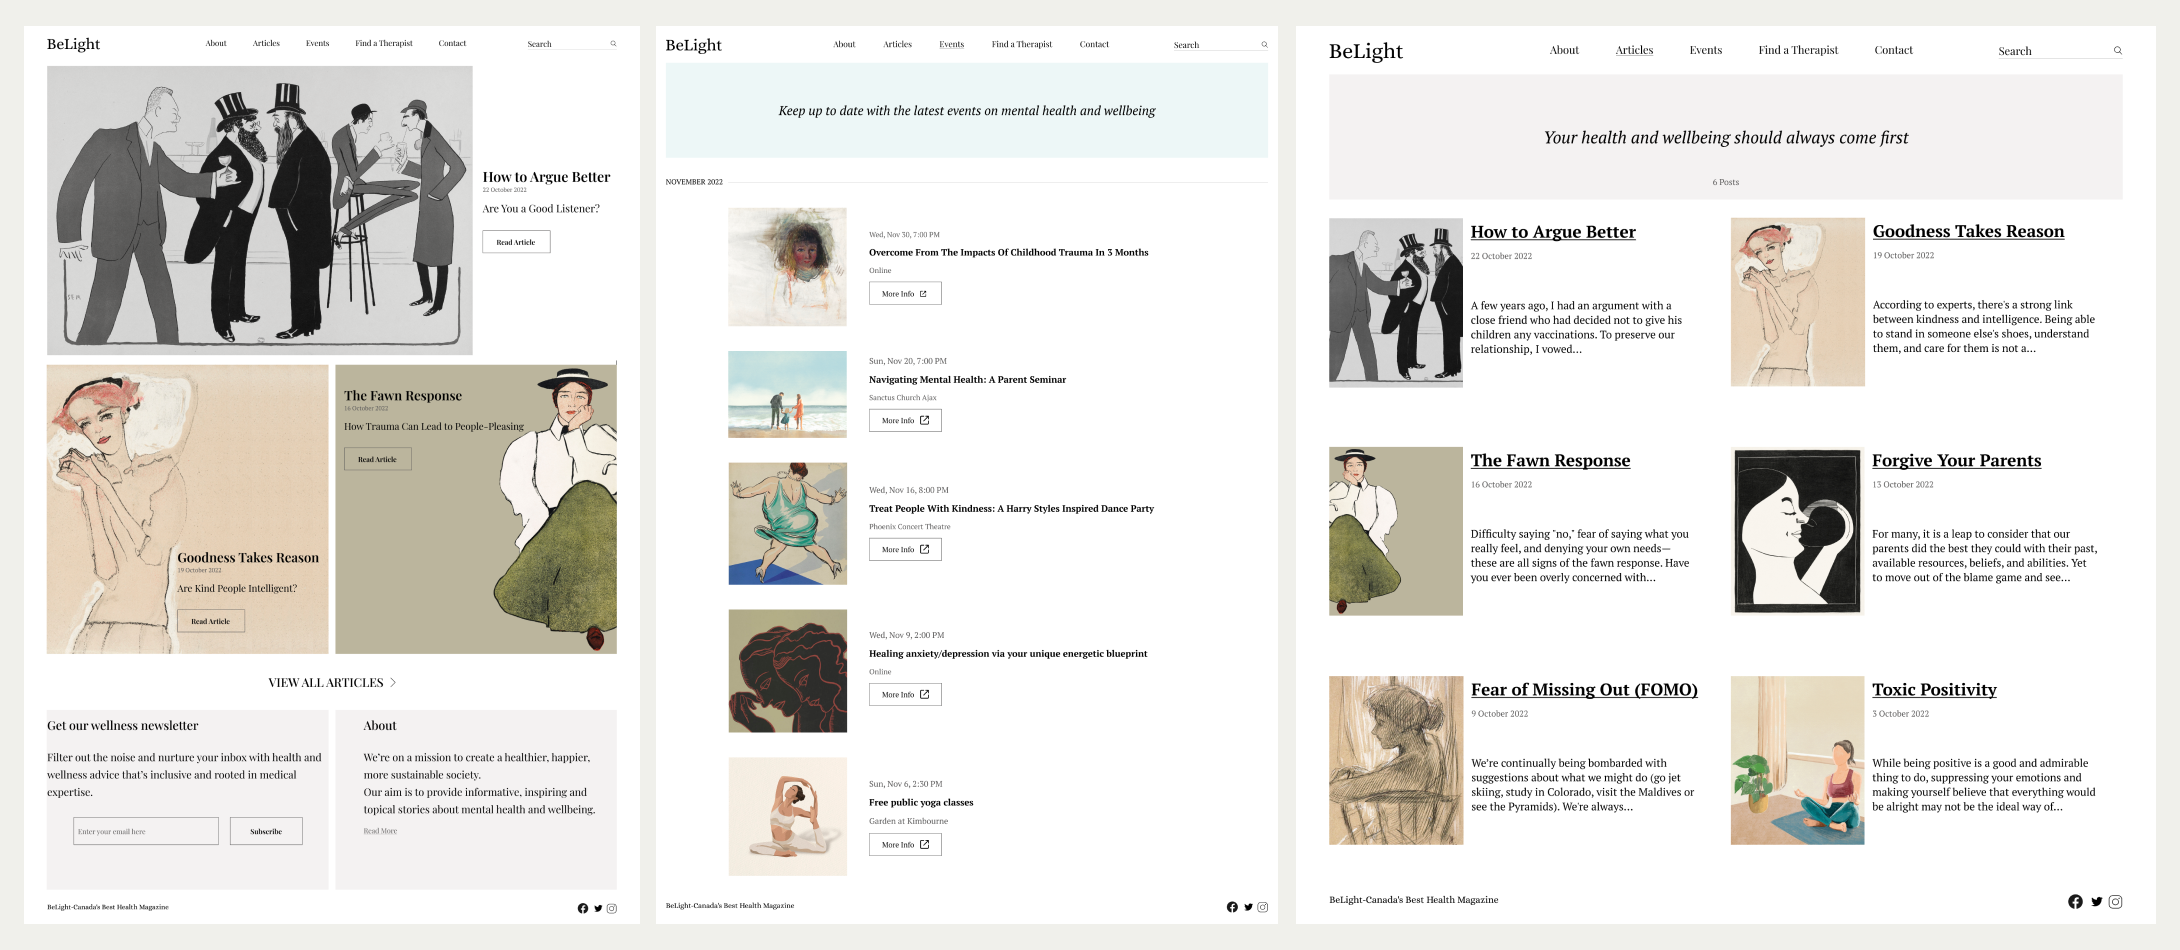 BeLight
About Articles Events Find a Therapist Contact
Search
How to Argue Better
22 October 2022
Are You a Good Listener?
Read Article
SEM
The Fawn Response
16 October 2022
How Trauma Can Lead to People-Pleasing
Read Article
Goodness Takes Reason
19 October 2022
Are Kind People Intelligent?
Read Article
VIEW ALL ARTICLES
Get our wellness newsletter
Filter out the noise and nurture your inbox with health and
wellness advice that's inclusive and rooted in medical
expertise.
Enter your email here
Subscribe
About
We're on a mission to create a healthier, happier,
more sustainable society.
Our aim is to provide informative, inspiring and
topical stories about mental health and wellbeing.
Read More
BeLight-Canada's Best Health Magazine
BeLight
About Articles Events Find a Therapist Contact
Search
Keep up to date with the latest events on mental health and wellbeing
NOVEMBER 2022
Wed, Nov 30, 7:00 PM
Overcome From The Impacts Of Childhood Trauma In 3 Months
Online
More Info
Sun, Nov 20, 7:00 PM
Navigating Mental Health: A Parent Seminar
Sanctus Church Ajax
More Info
Wed, Nov 16, 8:00 PM
Treat People With Kindness: A Harry Styles Inspired Dance Party
Phoenix Concert Theatre
More Info
Wed, Nov 9, 2:00 PM
Healing anxiety/depression via your unique energetic blueprint
Online
More Info
Sun, Nov 6, 2:30 PM
Free public yoga classes
Garden at Kimbourne
More Info
BeLight-Canada's Best Health Magazine
BeLight
About Articles Events Find a Therapist Contact
Search
Your health and wellbeing should always come first
6 Posts
How to Argue Better
22 October 2022
A few years ago, I had an argument with a
close friend who had decided not to give his
children any vaccinations. To preserve our
relationship, I vowed...
Goodness Takes Reason
19 October 2022
According to experts, there's a strong link
between kindness and intelligence. Being able
to stand in someone else's shoes, understand
them, and care for them is not a...
The Fawn Response
16 October 2022
Difficulty saying "no," fear of saying what you
really feel, and denying your own needs—
these are all signs of the fawn response. Have
you ever been overly concerned with...
Forgive Your Parents
13 October 2022
For many, it is a leap to consider that our
parents did the best they could with their past,
available resources, beliefs, and abilities. Yet
to move out of the blame game and see...
Fear of Missing Out (FOMO)
9 October 2022
We're continually being bombarded with
suggestions about what we might do (go jet
skiing, study in Colorado, visit the Maldives or
see the Pyramids). We're always...
Toxic Positivity
3 October 2022
While being positive is a good and admirable
thing to do, suppressing your emotions and
making yourself believe that everything would
be alright may not be the ideal way of...
BeLight-Canada's Best Health Magazine